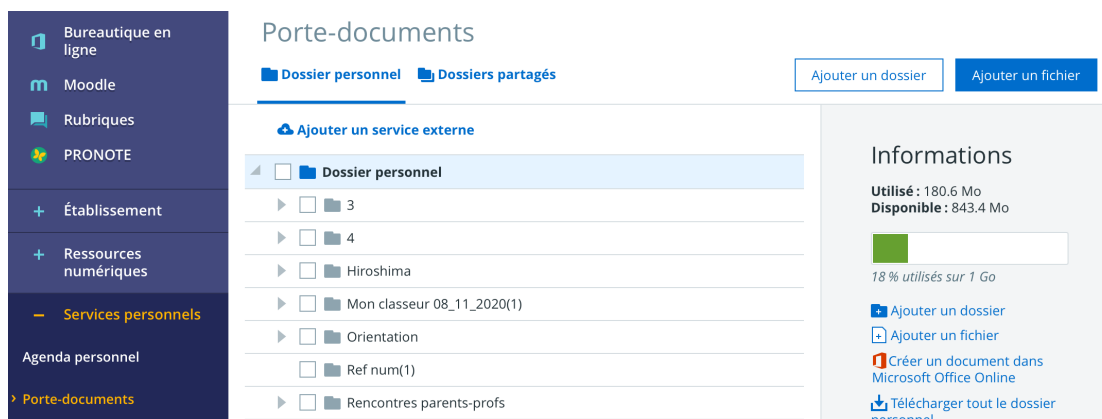 Bureautique en
ligne
Moodle
Rubriques
PRONOTE
Établissement
Ressources
numériques
Services personnels
Agenda personnel
Porte-documents
Porte-documents
Dossier personnel
Dossiers partagés
Ajouter un dossier
Ajouter un fichier
Ajouter un service externe
Dossier personnel
3
4
Hiroshima
Mon classeur 08_11_2020(1)
Orientation
Ref num(1)
Rencontres parents-profs
Informations
Utilisé : 180.6 Mo
Disponible : 843.4 Mo
18 % utilisés sur 1 Go
Ajouter un dossier
Ajouter un fichier
Créer un document dans
Microsoft Office Online
Télécharger tout le dossier
personnel